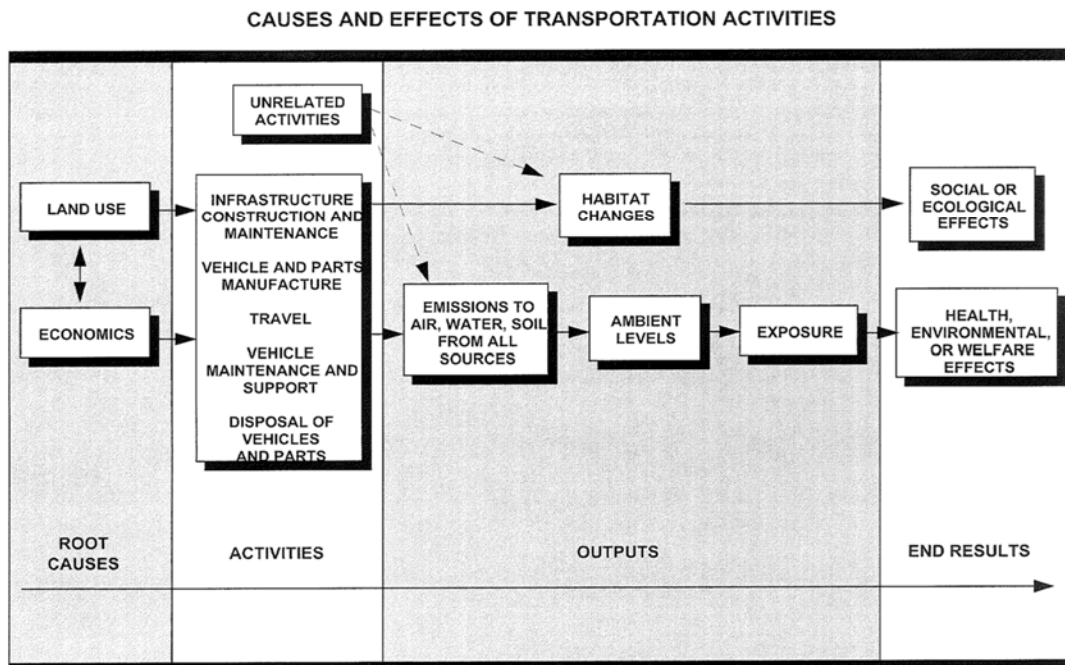 CAUSES AND EFFECTS OF TRANSPORTATION ACTIVITIES
UNRELATED
ACTIVITIES
LAND USE
ECONOMICS
INFRASTRUCTURE
CONSTRUCTION AND
MAINTENANCE
VEHICLE AND PARTS
MANUFACTURE
TRAVEL
VEHICLE
MAINTENANCE AND
SUPPORT
DISPOSAL OF
VEHICLES
AND PARTS
HABITAT
CHANGES
SOCIAL OR
ECOLOGICAL
EFFECTS
EMISSIONS TO
AIR, WATER, SOIL
FROM ALL
SOURCES
AMBIENT
LEVELS
EXPOSURE
HEALTH,
ENVIRONMENTAL,
OR WELFARE
EFFECTS
ROOT
CAUSES
ACTIVITIES
OUTPUTS
END RESULTS